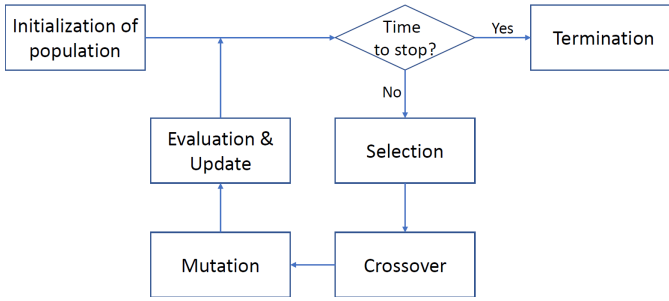 Initialization of
population
Time
to stop?
Yes
Termination
No
Evaluation &
Update
Selection
Mutation
Crossover